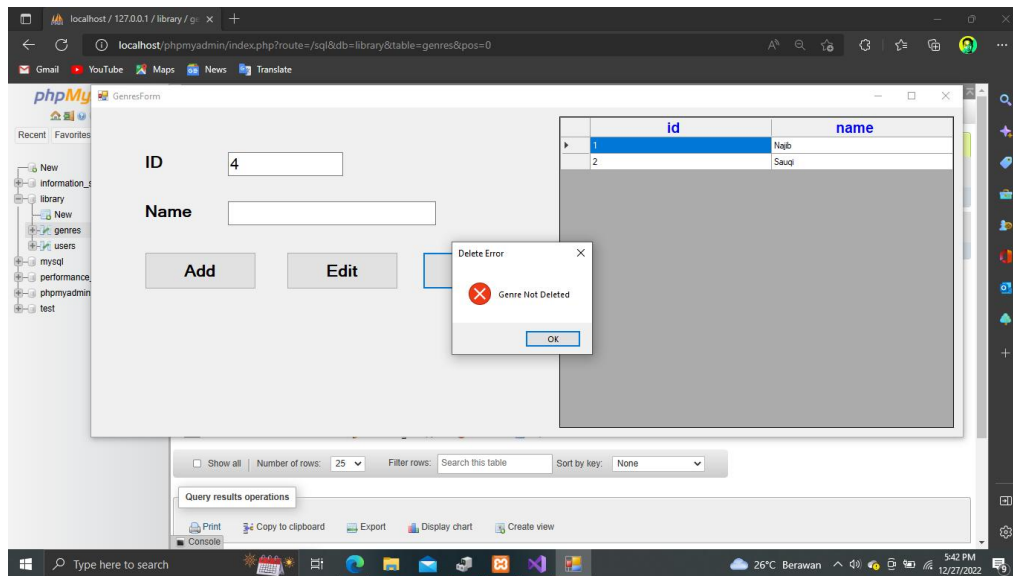 localhost / 127.0.0.1 / library / ge
localhost/phpmyadmin/index.php?route=/sql&db=library&table=genres&pos=0
Gmail YouTube Maps News Translate
phpMy
GenresForm
Recent Favorites
New
information_s
library
New
genres
users
mysql
performance_
phpmyadmin
test
ID 4
Name
Add Edit
id name
1 Najib
2 Sauqi
Delete Error
Genre Not Deleted
OK
Show all Number of rows: 25 Filter rows: Search this table Sort by key: None
Query results operations
Print Copy to clipboard Export Display chart Create view
Console
Type here to search
26°C Berawan
5:42 PM
12/27/2022